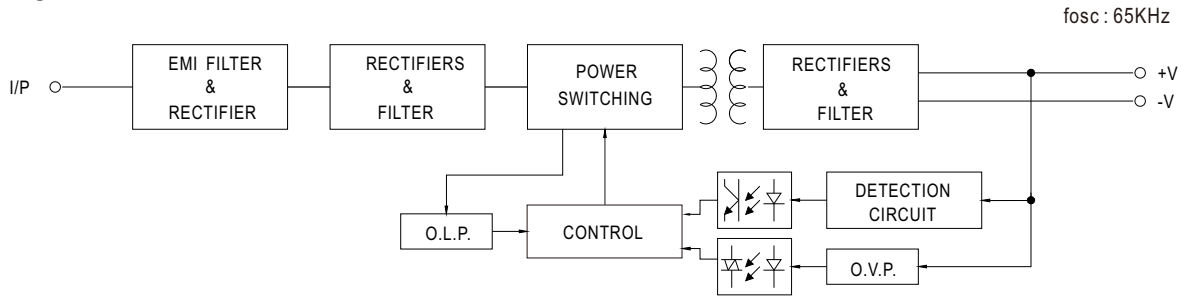 fosc : 65KHz
I/P
EMI FILTER
&
RECTIFIER
RECTIFIERS
&
FILTER
POWER
SWITCHING
RECTIFIERS
&
FILTER
+V
-V
DETECTION
CIRCUIT
O.L.P.
CONTROL
O.V.P.